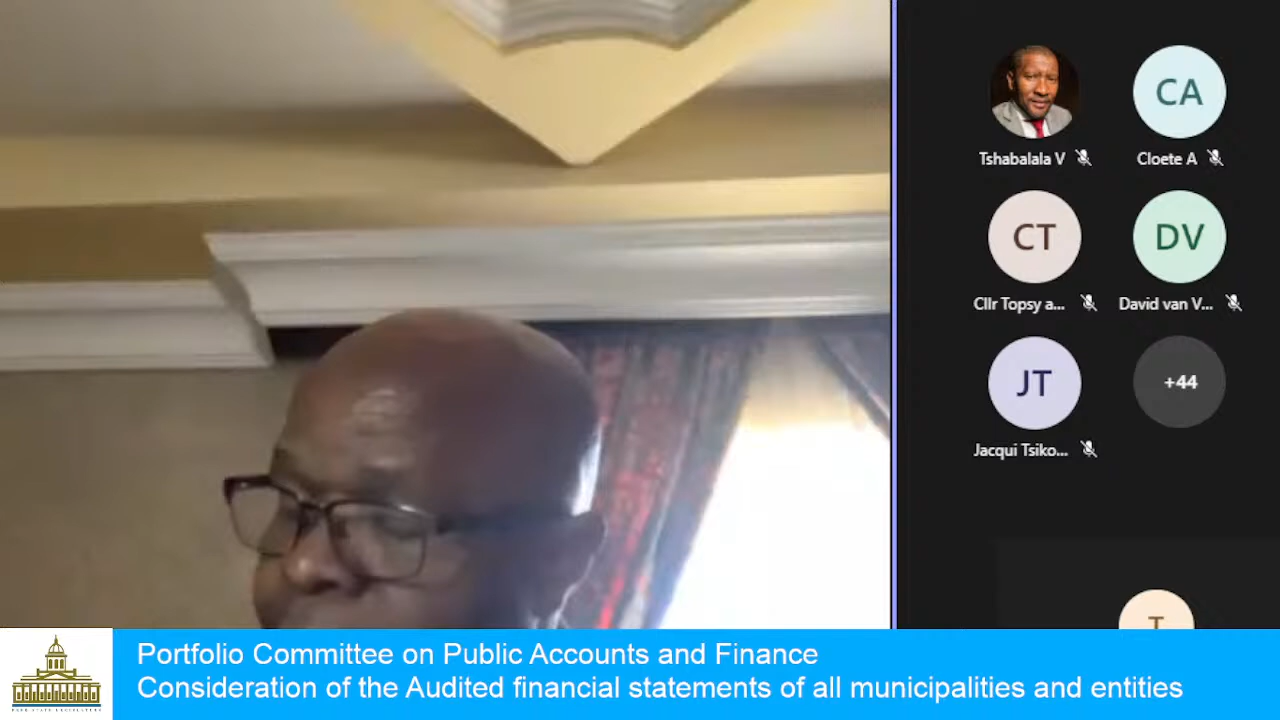 Tshabalala V
CA
Cloete A
CT
Cllr Topsy a...
DV
David van V...
JT
Jacqui Tsiko...
+44
T
Portfolio Committee on Public Accounts and Finance
Consideration of the Audited financial statements of all municipalities and entities